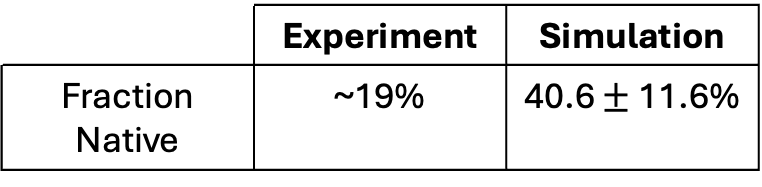 Experiment Simulation
Fraction ~19% 40.6 ± 11.6%
Native